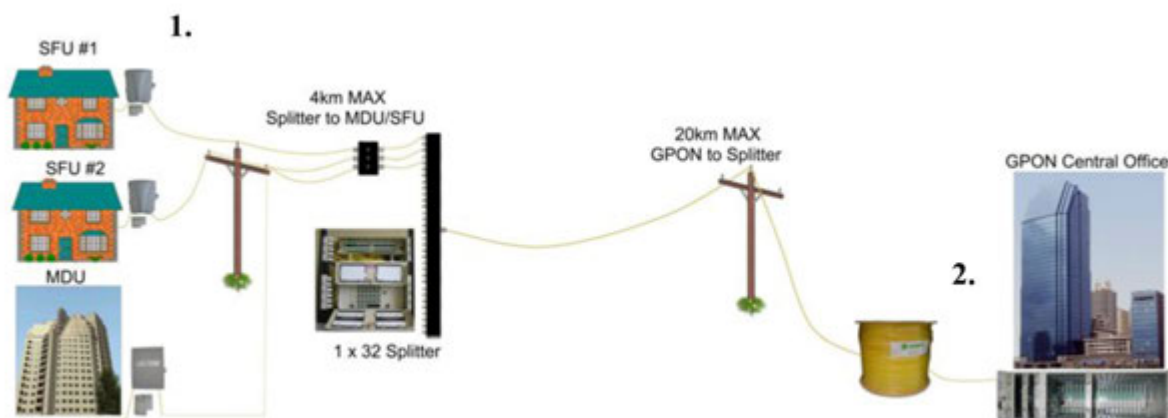 1.
SFU #1
4km MAX
Splitter to MDU/SFU
20km MAX
GPON to Splitter
GPON Central Office
SFU #2
MDU
2.
1 x 32 Splitter